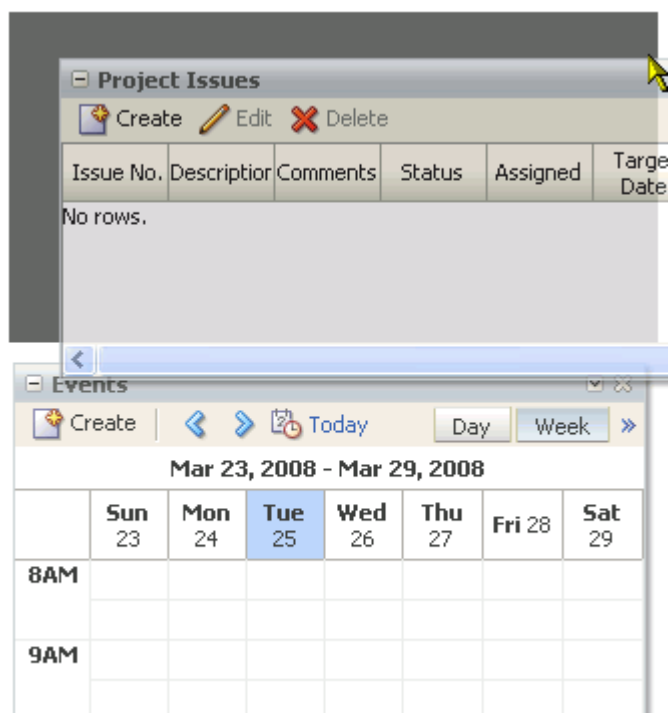 Project Issues
Create Edit Delete
Issue No. Description Comments Status Assigned Targe
Date
No rows.
Events
Create Today Day Week »
Mar 23, 2008 - Mar 29, 2008
Sun Mon Tue Wed Thu Fri 28 Sat
23 24 25 26 27 29
8AM
9AM